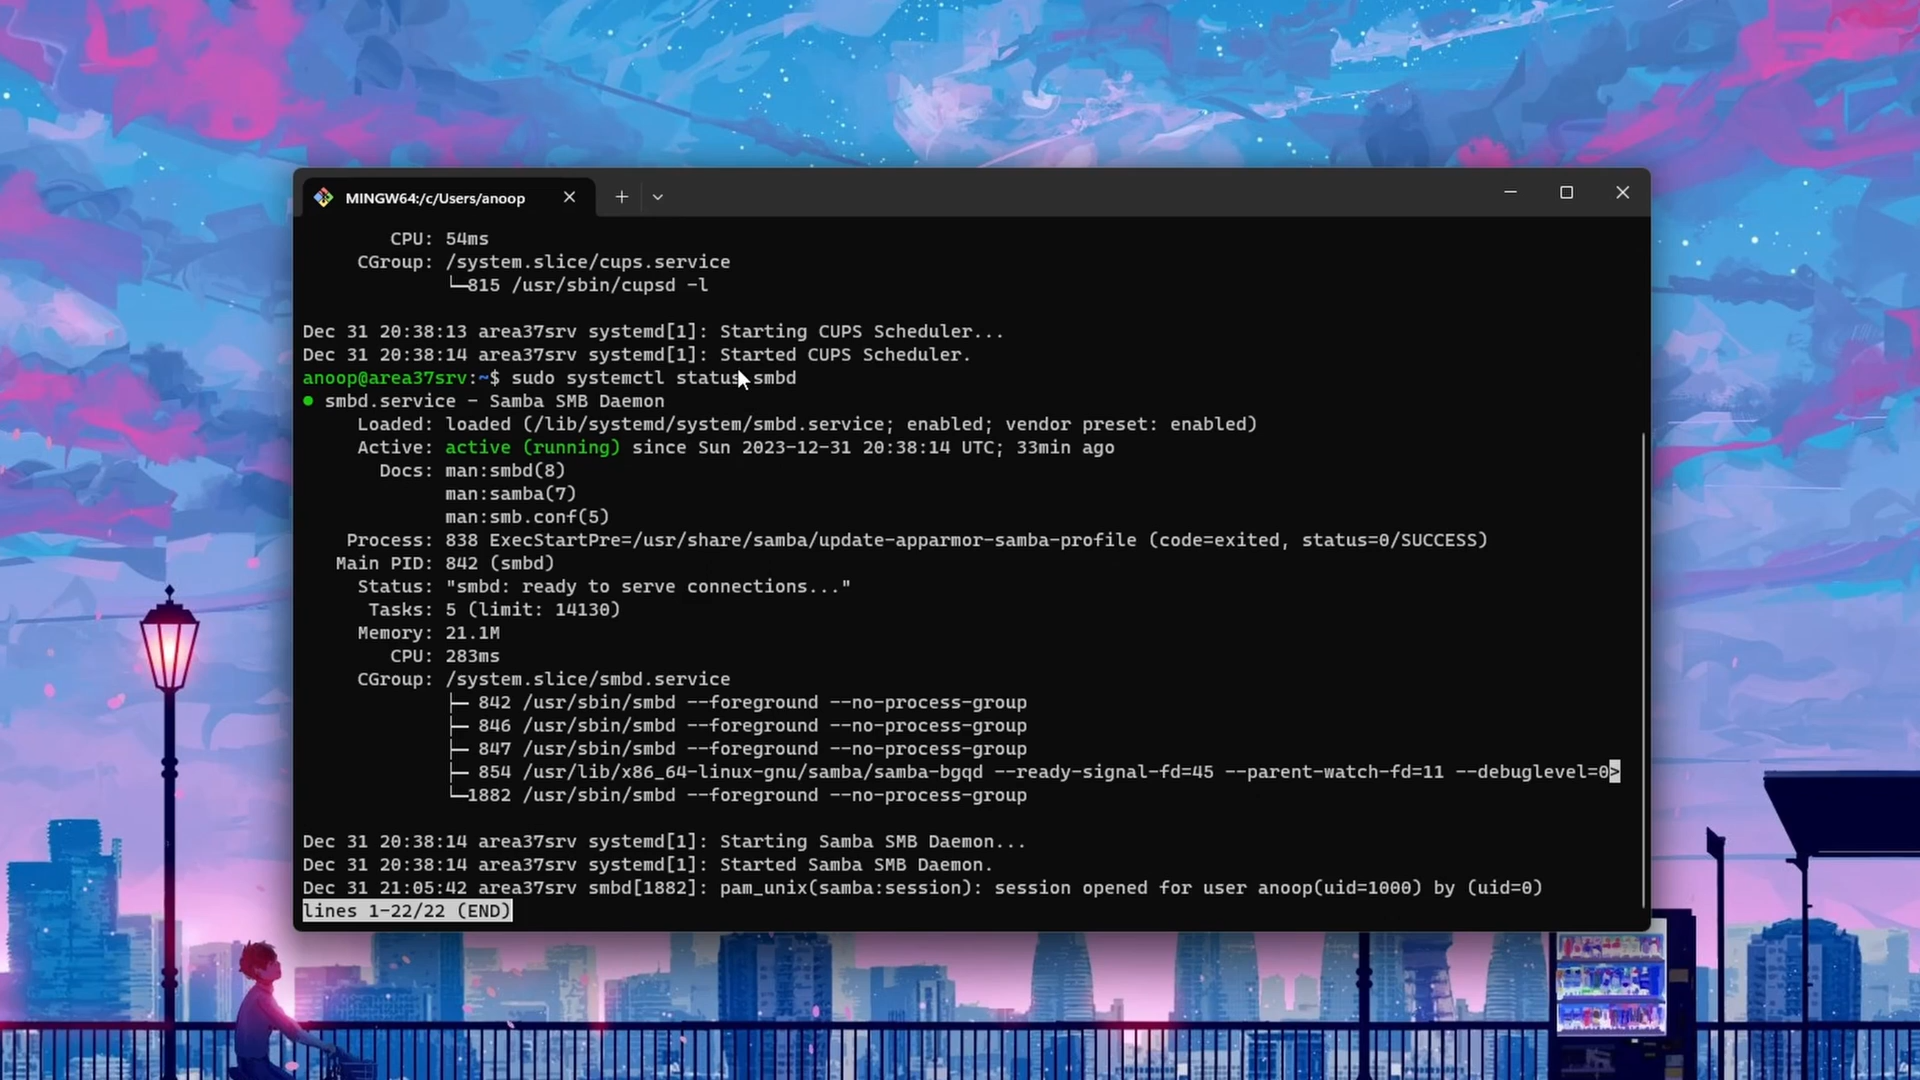 MINGW64:/c/Users/anoop
CPU: 54ms
CGroup: /system.slice/cups.service
└─815 /usr/sbin/cupsd -l
Dec 31 20:38:13 area37srv systemd[1]: Starting CUPS Scheduler...
Dec 31 20:38:14 area37srv systemd[1]: Started CUPS Scheduler.
anoop@area37srv:~$ sudo systemctl status smbd
● smbd.service - Samba SMB Daemon
Loaded: loaded (/lib/systemd/system/smbd.service; enabled; vendor preset: enabled)
Active: active (running) since Sun 2023-12-31 20:38:14 UTC; 33min ago
Docs: man:smbd(8)
man:samba(7)
man:smb.conf(5)
Process: 838 ExecStartPre=/usr/share/samba/update-apparmor-samba-profile (code=exited, status=0/SUCCESS)
Main PID: 842 (smbd)
Status: "smbd: ready to serve connections..."
Tasks: 5 (limit: 14130)
Memory: 21.1M
CPU: 283ms
CGroup: /system.slice/smbd.service
├─ 842 /usr/sbin/smbd --foreground --no-process-group
├─ 846 /usr/sbin/smbd --foreground --no-process-group
├─ 847 /usr/sbin/smbd --foreground --no-process-group
├─ 854 /usr/lib/x86_64-linux-gnu/samba/samba-bgqd --ready-signal-fd=45 --parent-watch-fd=11 --debuglevel=0>
└─1882 /usr/sbin/smbd --foreground --no-process-group
Dec 31 20:38:14 area37srv systemd[1]: Starting Samba SMB Daemon...
Dec 31 20:38:14 area37srv systemd[1]: Started Samba SMB Daemon.
Dec 31 21:05:42 area37srv smbd[1882]: pam_unix(samba:session): session opened for user anoop(uid=1000) by (uid=0)
lines 1-22/22 (END)